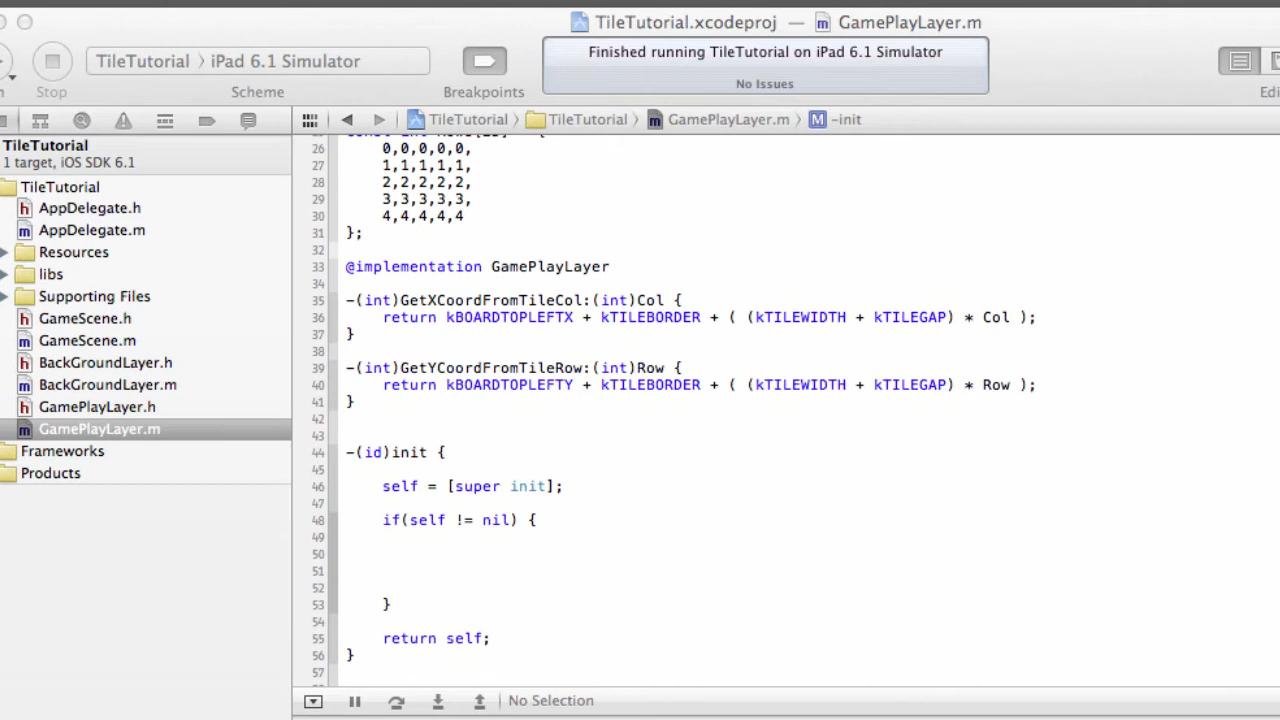 TileTutorial.xcodeproj — GamePlayLayer.m
TileTutorial › iPad 6.1 Simulator
Finished running TileTutorial on iPad 6.1 Simulator
No Issues
Stop
Scheme
Breakpoints
TileTutorial › TileTutorial › GamePlayLayer.m › M -init
TileTutorial
1 target, iOS SDK 6.1
TileTutorial
h AppDelegate.h
m AppDelegate.m
Resources
libs
Supporting Files
h GameScene.h
m GameScene.m
h BackGroundLayer.h
m BackGroundLayer.m
h GamePlayLayer.h
m GamePlayLayer.m
Frameworks
Products
26 0,0,0,0,0,
27 1,1,1,1,1,
28 2,2,2,2,2,
29 3,3,3,3,3,
30 4,4,4,4,4
31 };
32
33 @implementation GamePlayLayer
34
35 -(int)GetXCoordFromTileCol:(int)Col {
36 return kBOARDTOPLEFTX + kTILEBORDER + ( (kTILEWIDTH + kTILEGAP) * Col );
37 }
38
39 -(int)GetYCoordFromTileRow:(int)Row {
40 return kBOARDTOPLEFTY + kTILEBORDER + ( (kTILEWIDTH + kTILEGAP) * Row );
41 }
42
43
44 -(id)init {
45
46 self = [super init];
47
48 if(self != nil) {
49
50
51
52
53 }
54
55 return self;
56 }
57
No Selection